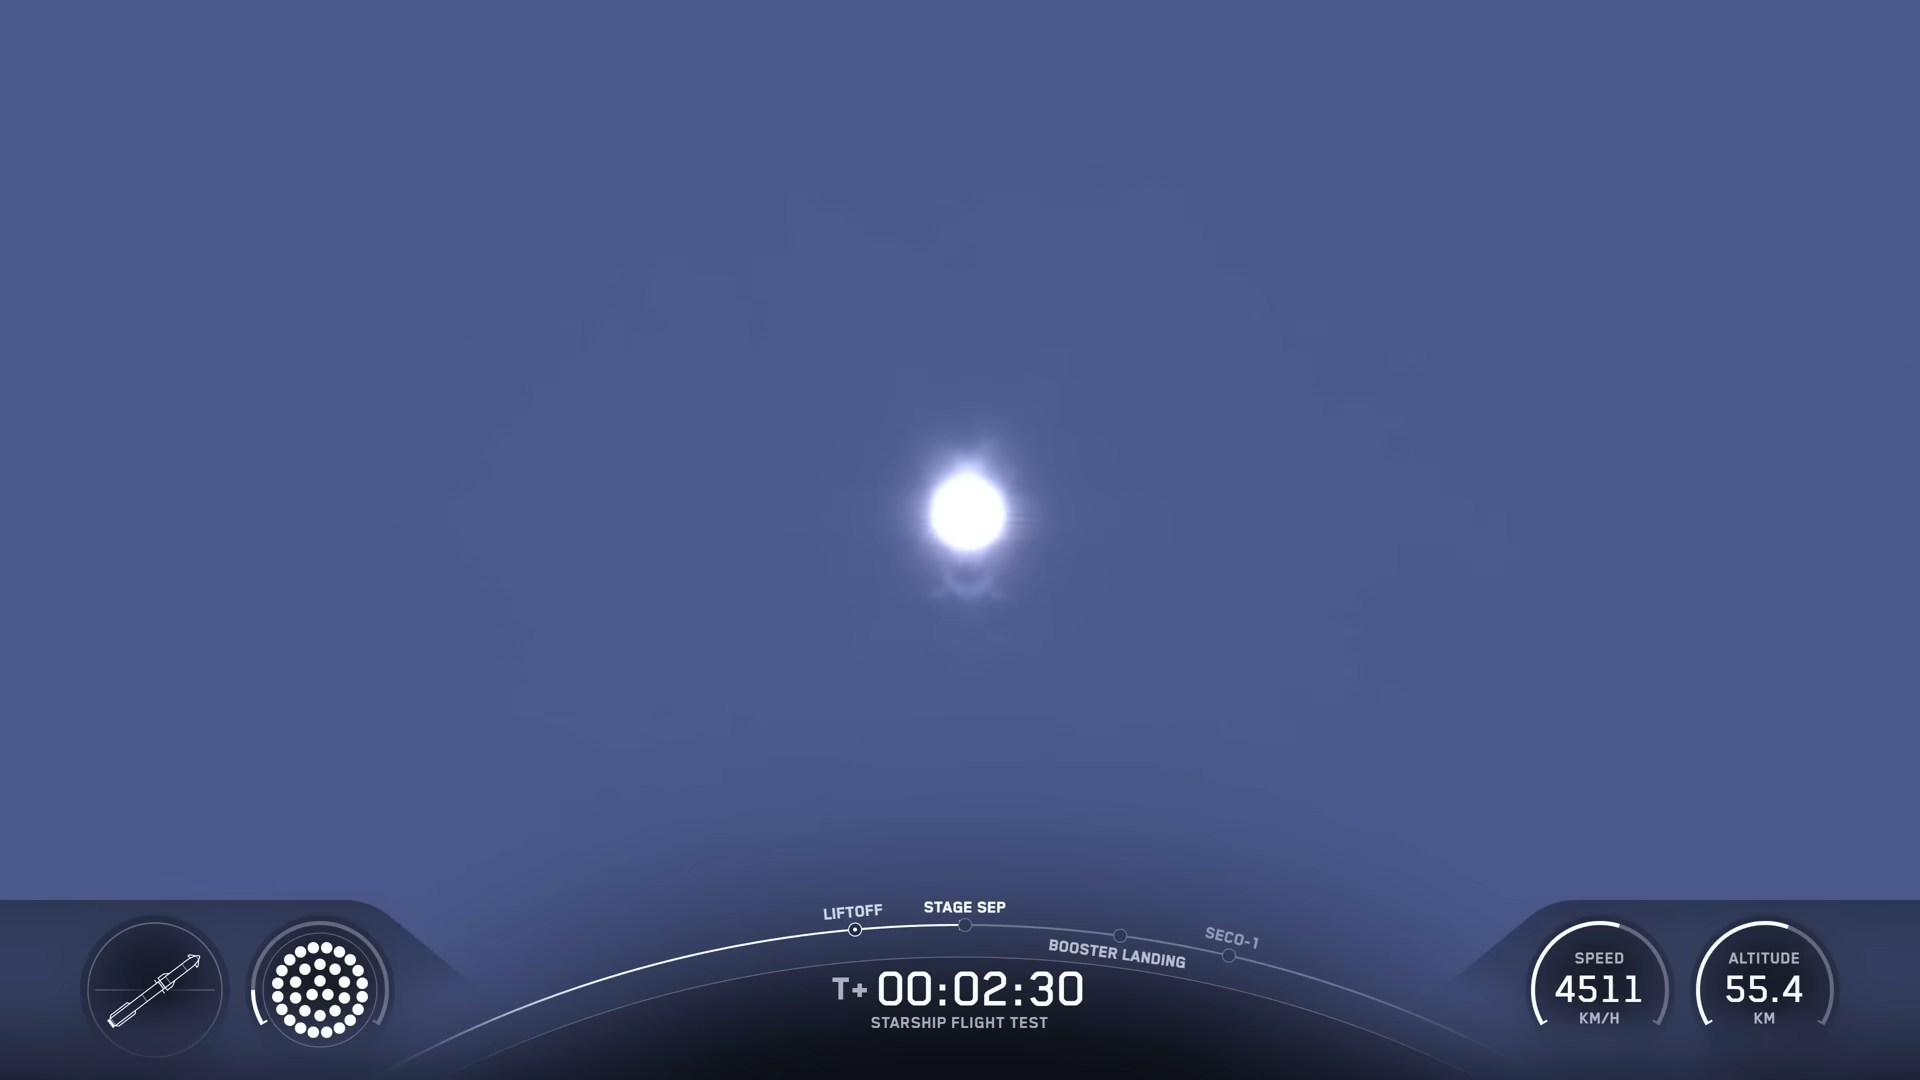 LIFTOFF
STAGE SEP
BOOSTER LANDING
SECO-1
T+ 00:02:30
STARSHIP FLIGHT TEST
SPEED
4511
KM/H
ALTITUDE
55.4
KM